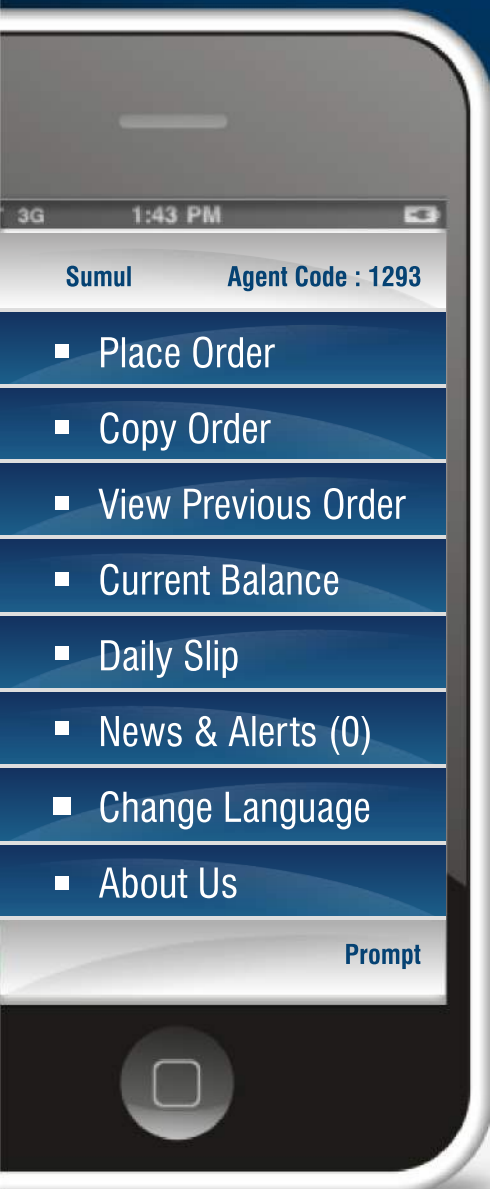 3G 1:43 PM
Sumul Agent Code : 1293
Place Order
Copy Order
View Previous Order
Current Balance
Daily Slip
News & Alerts (0)
Change Language
About Us
Prompt